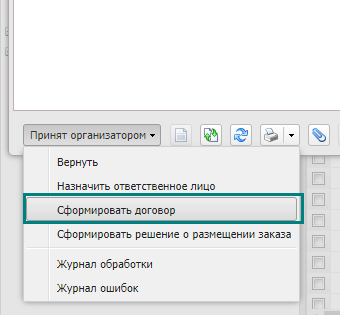 Принят организатором
Вернуть
Назначить ответственное лицо
Сформировать договор
Сформировать решение о размещении заказа
Журнал обработки
Журнал ошибок